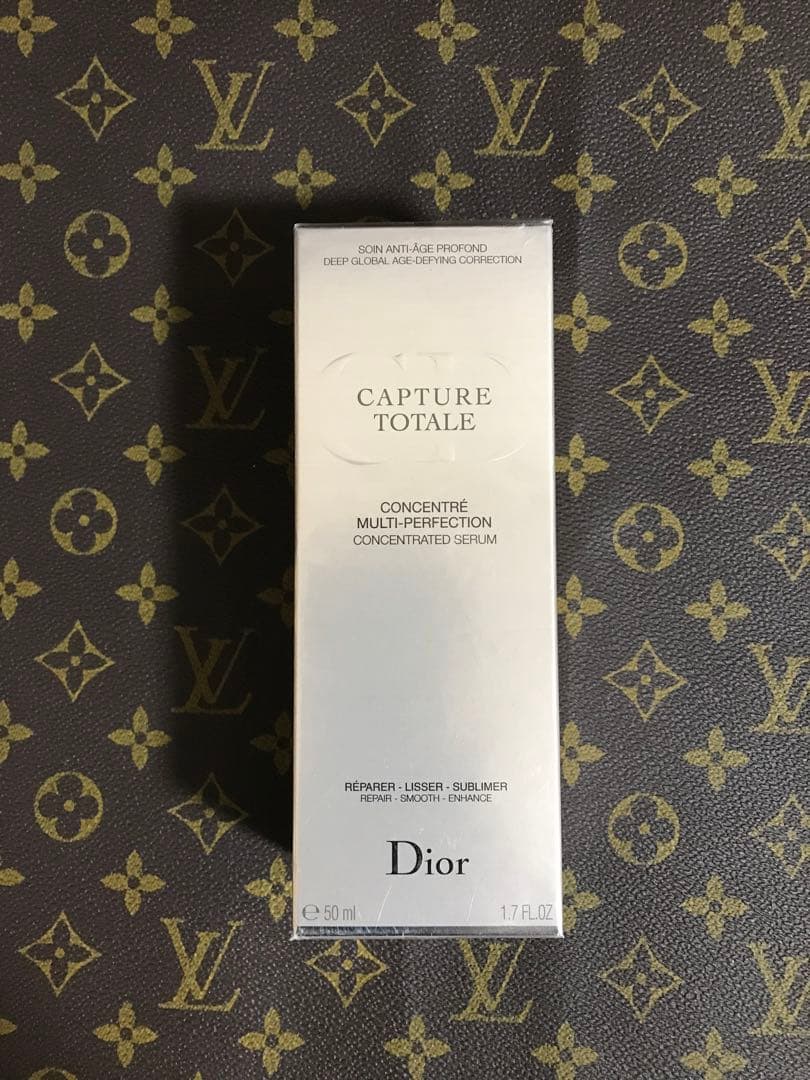 SOIN ANTI-ÂGE PROFOND
DEEP GLOBAL AGE-DEFYING CORRECTION
CAPTURE
TOTALE
CONCENTRÉ
MULTI-PERFECTION
CONCENTRATED SERUM
RÉPARER - LISSER - SUBLIMER
REPAIR - SMOOTH - ENHANCE
Dior
℮ 50 ml 1.7 FL.OZ